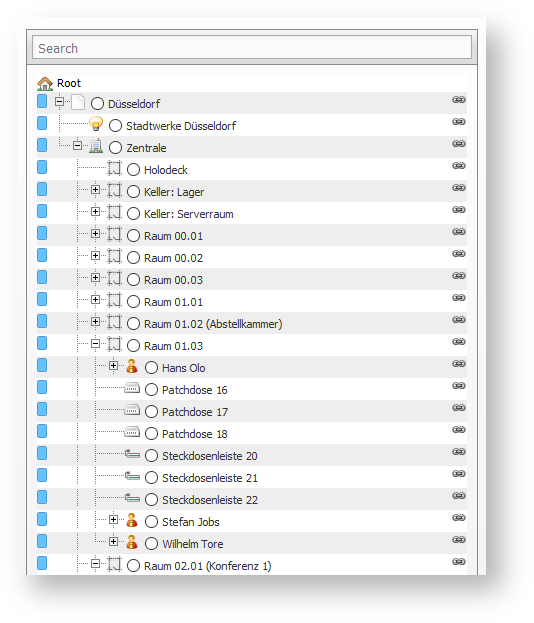 Search
Root
Düsseldorf
Stadtwerke Düsseldorf
Zentrale
Holodeck
Keller: Lager
Keller: Serverraum
Raum 00.01
Raum 00.02
Raum 00.03
Raum 01.01
Raum 01.02 (Abstellkammer)
Raum 01.03
Hans Olo
Patchdose 16
Patchdose 17
Patchdose 18
Steckdosenleiste 20
Steckdosenleiste 21
Steckdosenleiste 22
Stefan Jobs
Wilhelm Tore
Raum 02.01 (Konferenz 1)